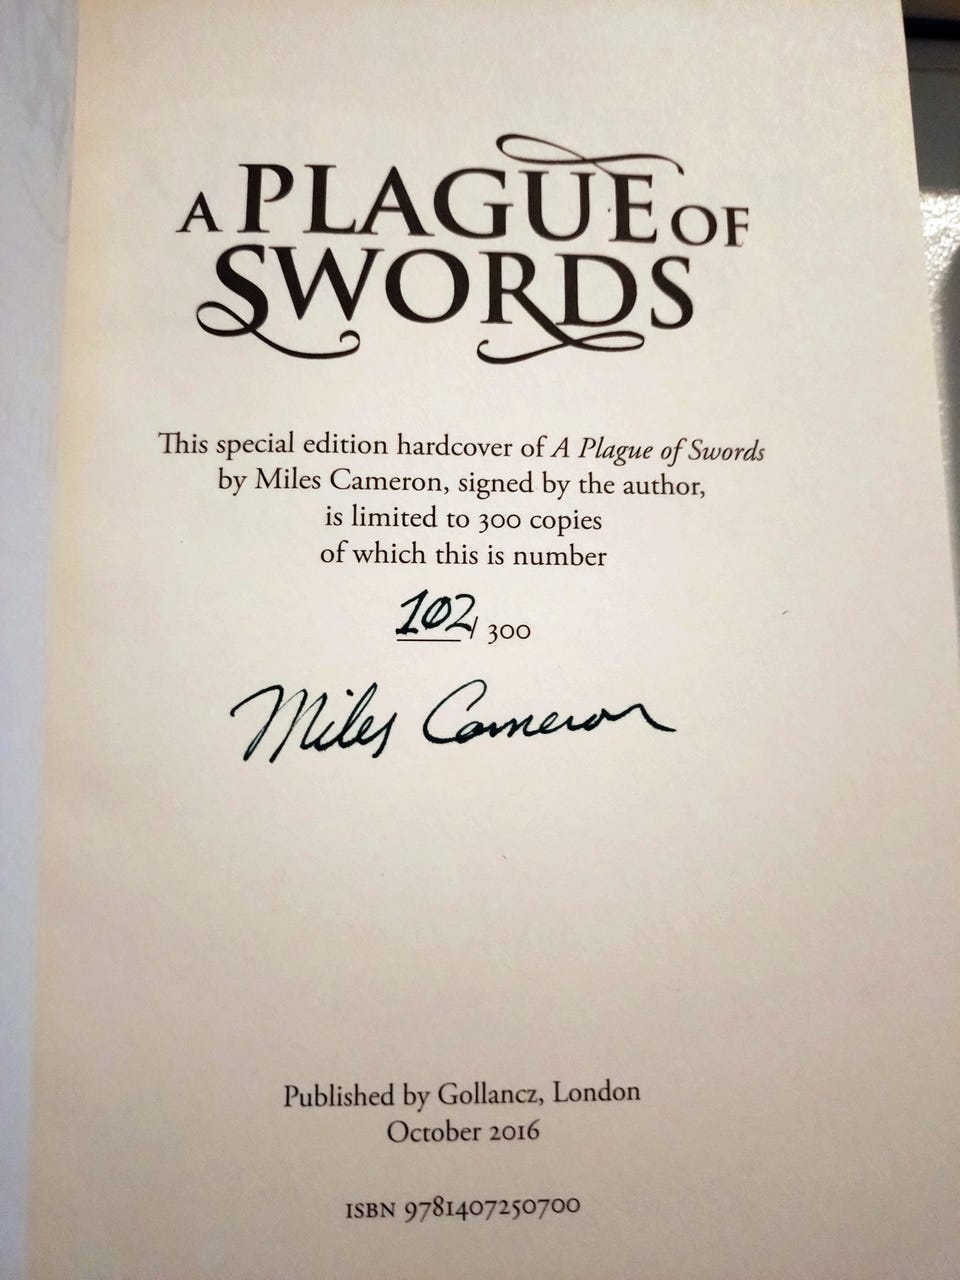 A PLAGUE OF
SWORDS
This special edition hardcover of A Plague of Swords
by Miles Cameron, signed by the author,
is limited to 300 copies
of which this is number
102/ 300
Miles Cameron
Published by Gollancz, London
October 2016
ISBN 9781407250700